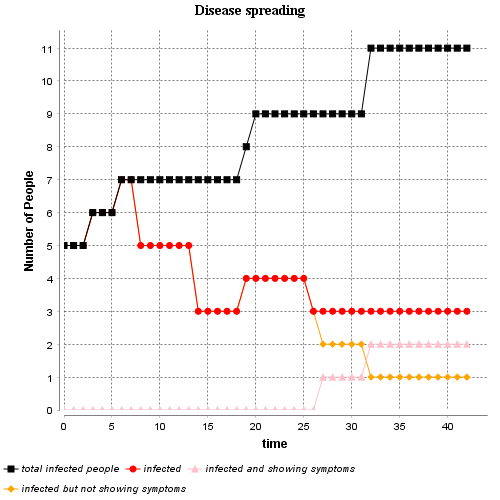 Disease spreading
Number of People
11
10
9
8
7
6
5
4
3
2
1
0
0 5 10 15 20 25 30 35 40
time
total infected people infected infected and showing symptoms
infected but not showing symptoms